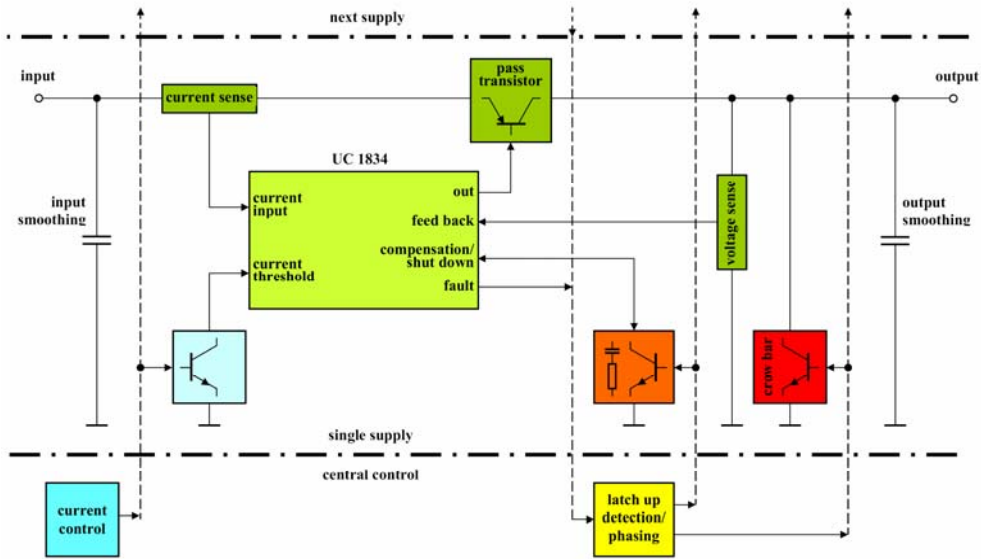 next supply
input
output
current sense
pass
transistor
UC 1834
input
smoothing
current
input
out
feed back
compensation/
shut down
fault
current
threshold
voltage sense
output
smoothing
crow bar
single supply
central control
current
control
latch up
detection/
phasing